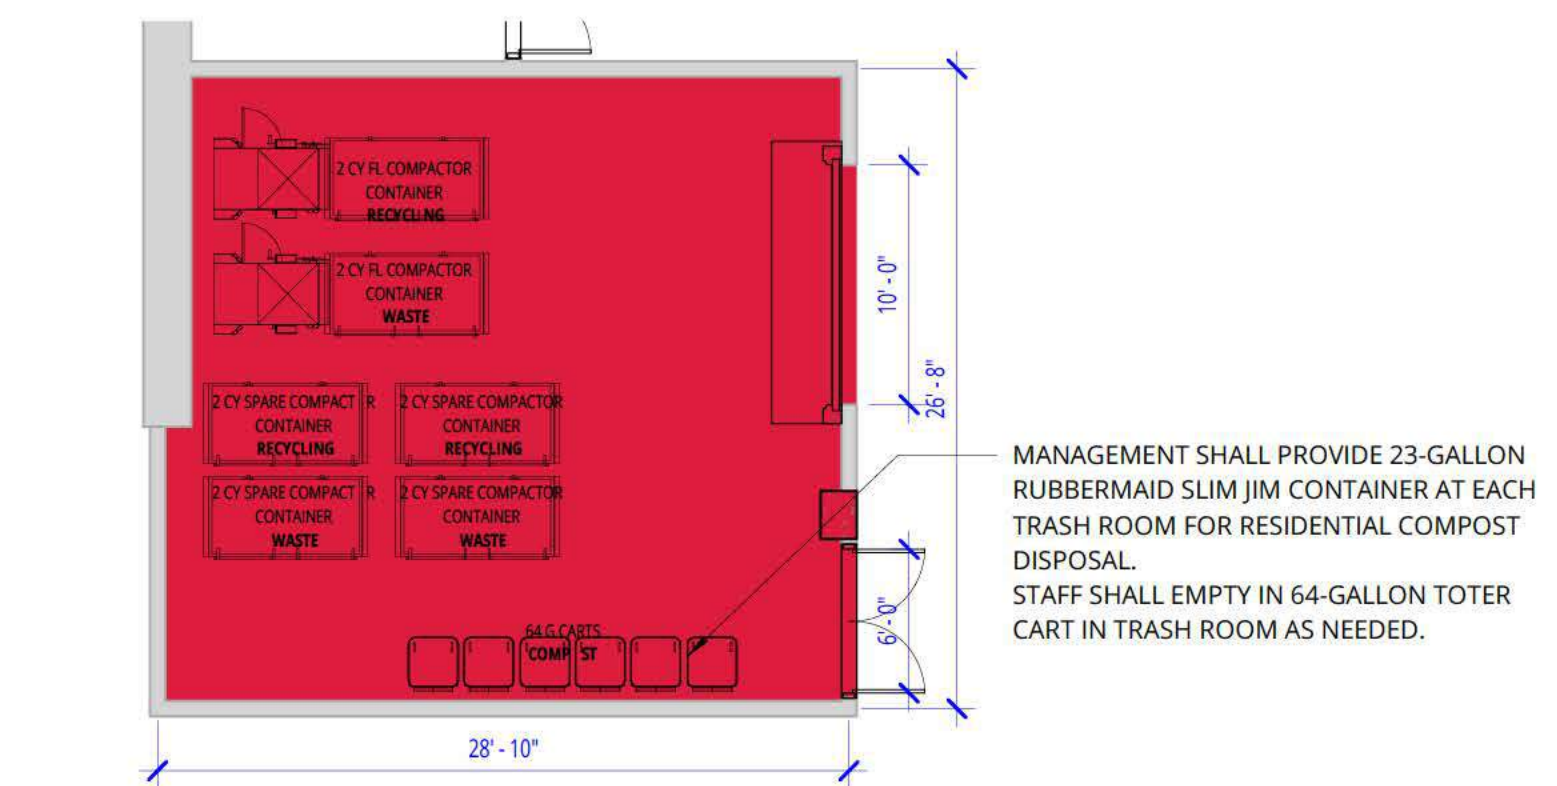 2 CY FL COMPACTOR
CONTAINER
RECYCLING
2 CY FL COMPACTOR
CONTAINER
WASTE
2 CY SPARE COMPACT R
CONTAINER
RECYCLING
2 CY SPARE COMPACTOR
CONTAINER
RECYCLING
2 CY SPARE COMPACT R
CONTAINER
WASTE
2 CY SPARE COMPACTOR
CONTAINER
WASTE
64 G CARTS
COMP ST
10' - 0"
26' - 8"
6' - 0"
28' - 10"
MANAGEMENT SHALL PROVIDE 23-GALLON
RUBBERMAID SLIM JIM CONTAINER AT EACH
TRASH ROOM FOR RESIDENTIAL COMPOST
DISPOSAL.
STAFF SHALL EMPTY IN 64-GALLON TOTER
CART IN TRASH ROOM AS NEEDED.